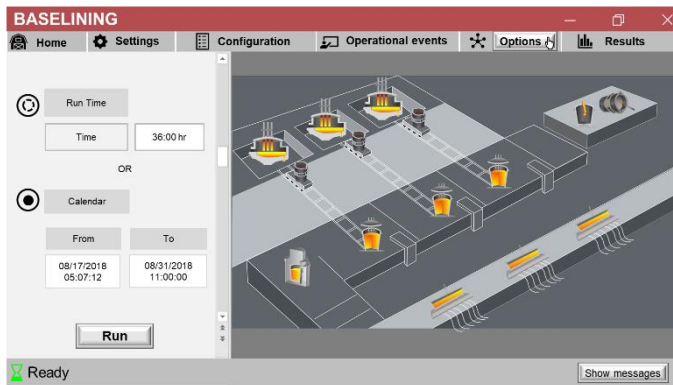 BASELINING
Home Settings Configuration Operational events Options Results
Run Time
Time 36:00 hr
OR
Calendar
From To
08/17/2018 08/31/2018
05:07:12 11:00:00
Run
Ready Show messages